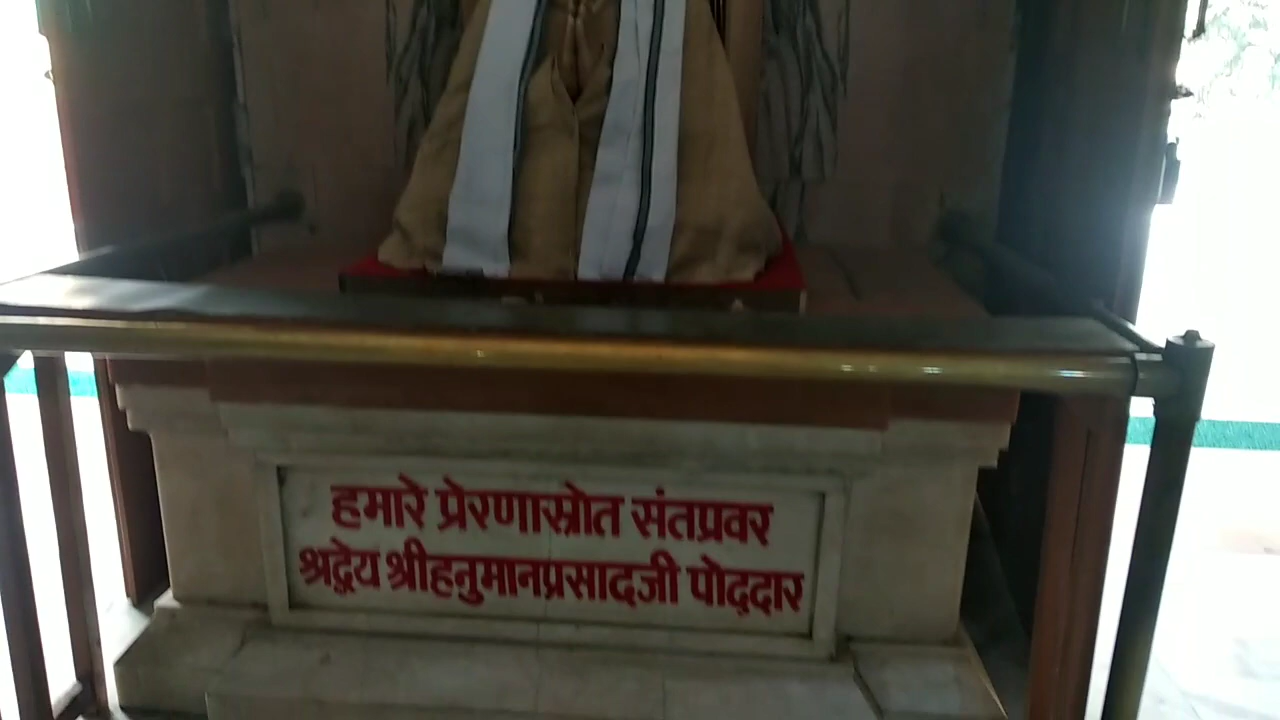 हमारे प्रेरणास्रोत संतप्रवर
श्रद्धेय श्रीहनुमानप्रसादजी पोद्दार